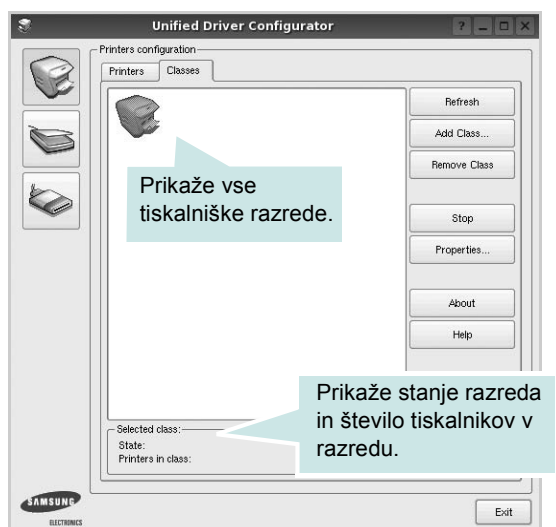 Unified Driver Configurator
Printers configuration
Printers Classes
Refresh
Add Class...
Remove Class
Prikaže vse
tiskalniške razrede.
Stop
Properties...
About
Help
Prikaže stanje razreda
in število tiskalnikov v
razredu.
Selected class:
State:
Printers in class:
SAMSUNG
ELECTRONICS
Exit